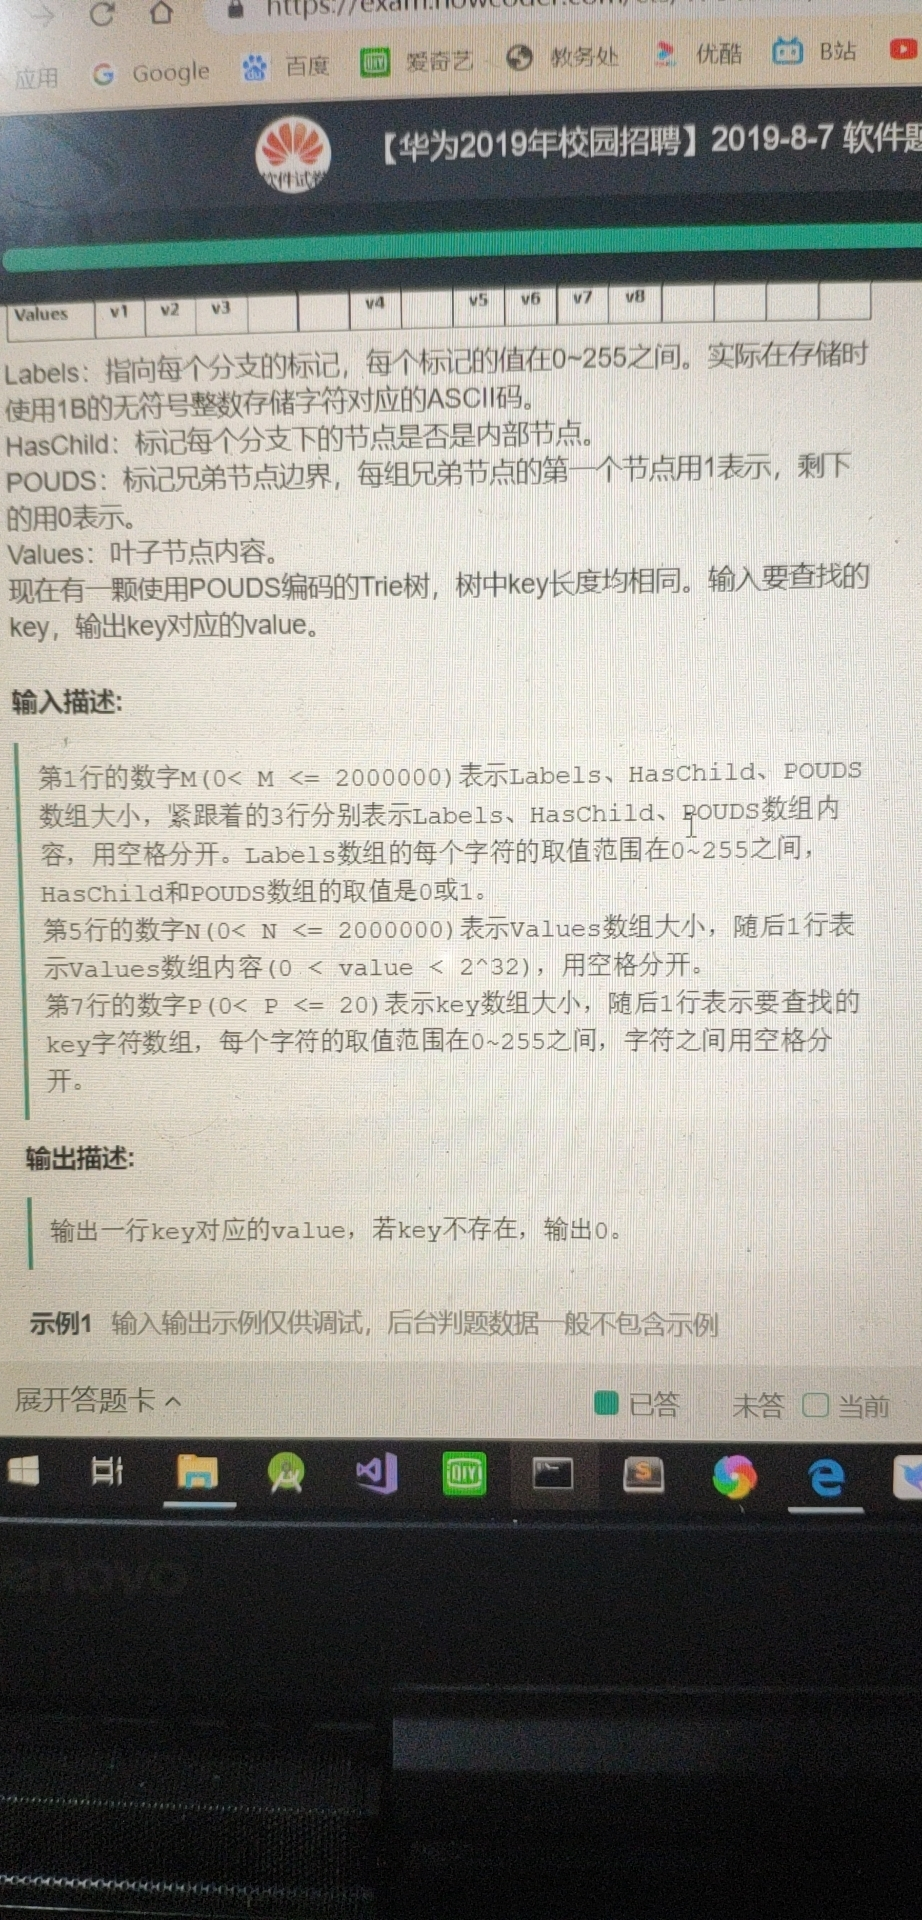 应用 Google 百度 爱奇艺 教务处 优酷 B站
【华为2019年校园招聘】2019-8-7 软件题
Values v1 v2 v3 v4 v5 v6 v7 v8
Labels：指向每个分支的标记，每个标记的值在0~255之间。实际在存储时
使用1B的无符号整数存储字符对应的ASCII码。
HasChild：标记每个分支下的节点是否是内部节点。
POUDS：标记兄弟节点边界，每组兄弟节点的第一个节点用1表示，剩下
的用0表示。
Values：叶子节点内容。
现在有一颗使用POUDS编码的Trie树，树中key长度均相同。输入要查找的
key，输出key对应的value。
输入描述:
第1行的数字M(0< M <= 2000000)表示Labels、HasChild、POUDS
数组大小，紧跟着的3行分别表示Labels、HasChild、POUDS数组内
容，用空格分开。Labels数组的每个字符的取值范围在0~255之间，
HasChild和POUDS数组的取值是0或1。
第5行的数字N(0< N <= 2000000)表示Values数组大小，随后1行表
示Values数组内容(0 < value < 2^32)，用空格分开。
第7行的数字P(0< P <= 20)表示key数组大小，随后1行表示要查找的
key字符数组，每个字符的取值范围在0~255之间，字符之间用空格分
开。
输出描述:
输出一行key对应的value，若key不存在，输出0。
示例1 输入输出示例仅供调试，后台判题数据一般不包含示例
展开答题卡 已答 未答 当前
QIYI
enovo